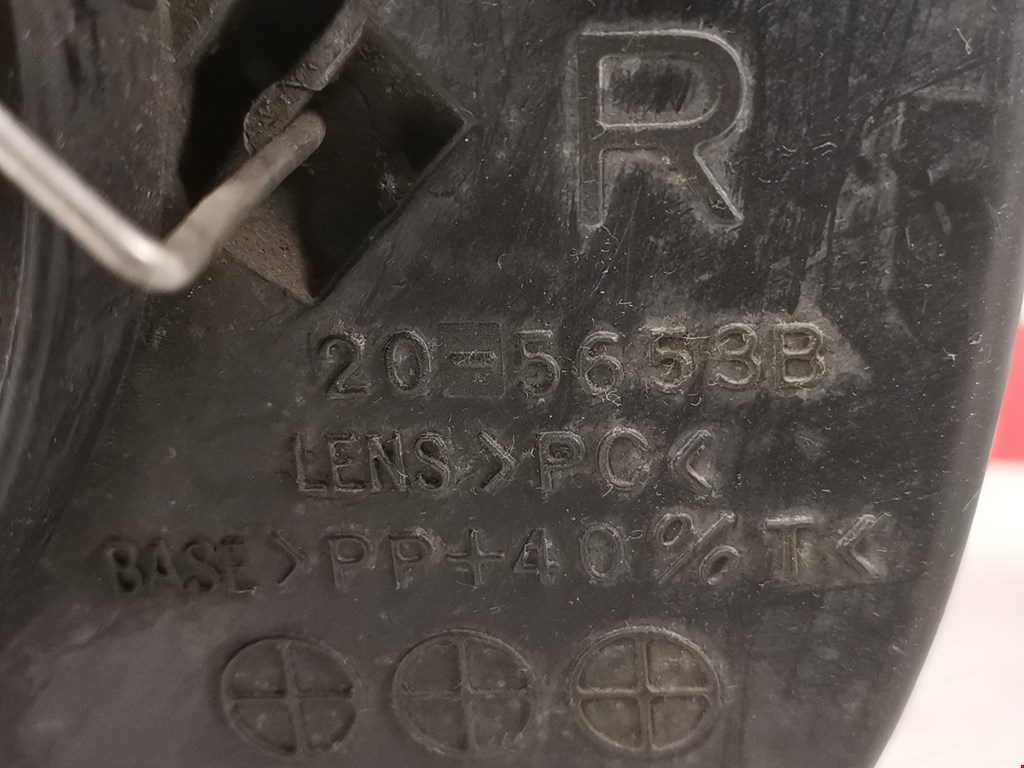 R
20-5653B
LENS>PC<
BASE>PP+40%T<